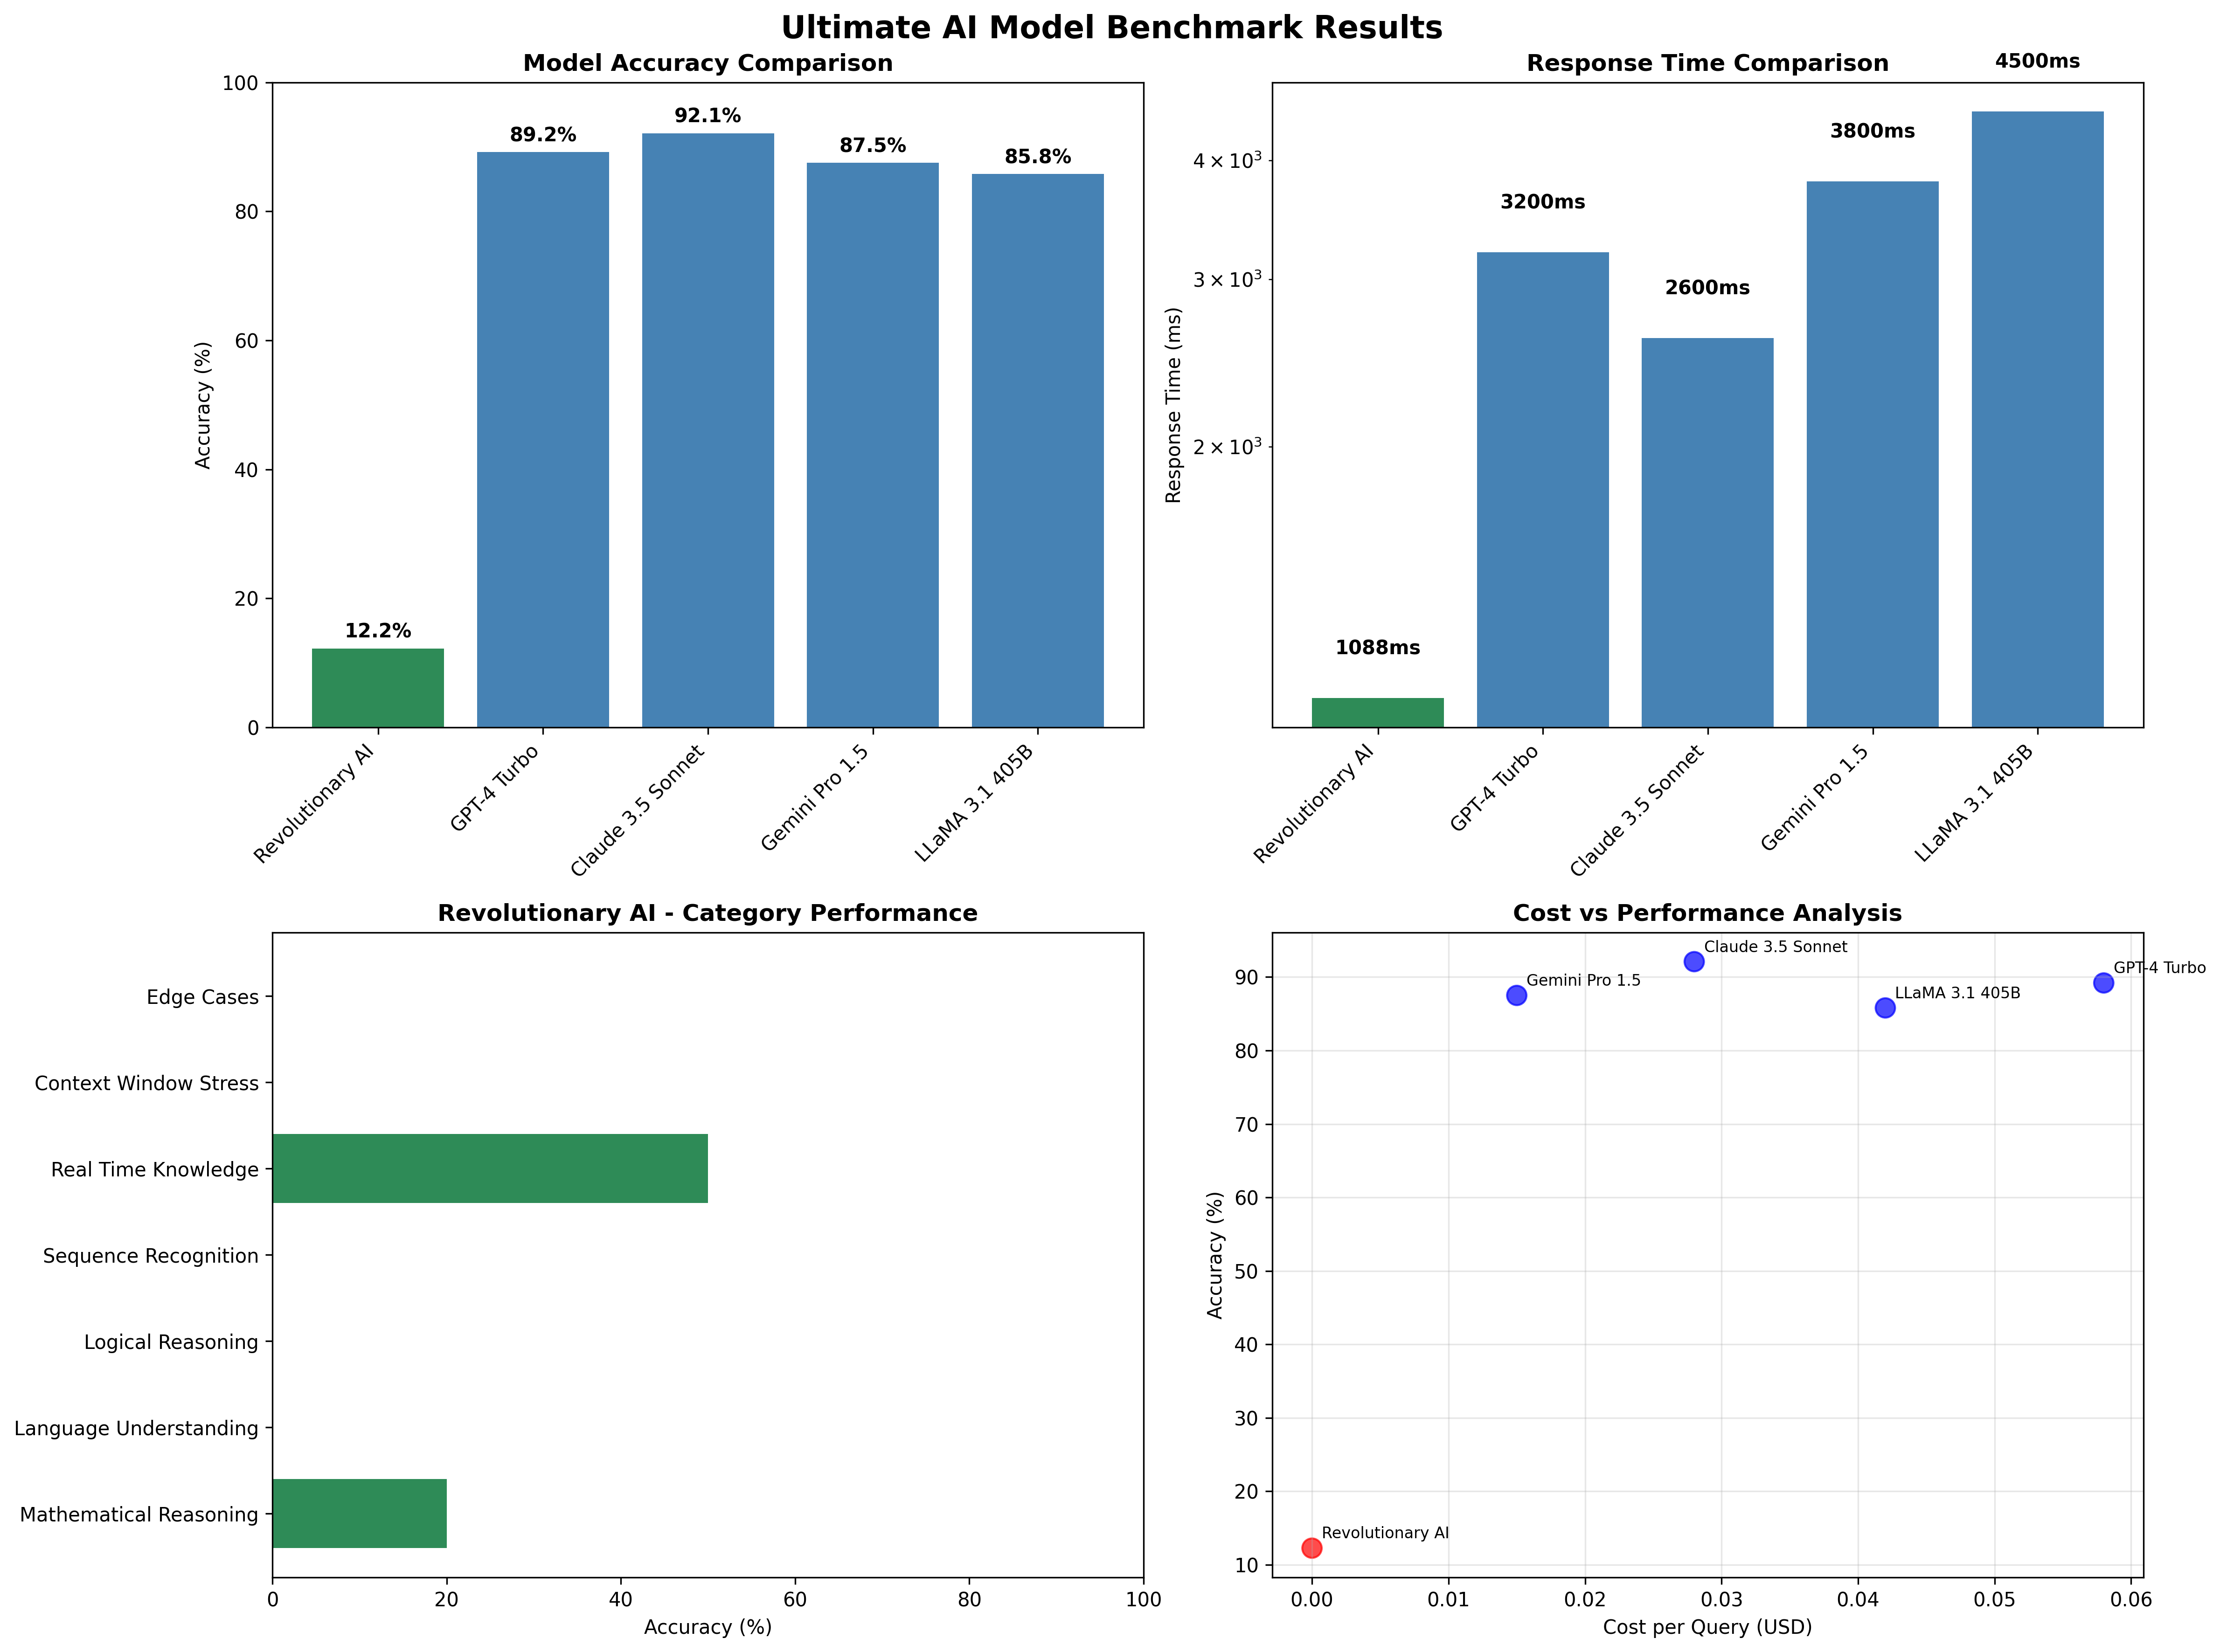 Ultimate AI Model Benchmark Results
Model Accuracy Comparison
100
80
60
40
20
0
Accuracy (%)
12.2%
89.2%
92.1%
87.5%
85.8%
Revolutionary AI
GPT-4 Turbo
Claude 3.5 Sonnet
Gemini Pro 1.5
LLaMA 3.1 405B
Response Time Comparison
4 × 10³
3 × 10³
2 × 10³
Response Time (ms)
1088ms
3200ms
2600ms
3800ms
4500ms
Revolutionary AI
GPT-4 Turbo
Claude 3.5 Sonnet
Gemini Pro 1.5
LLaMA 3.1 405B
Revolutionary AI - Category Performance
Edge Cases
Context Window Stress
Real Time Knowledge
Sequence Recognition
Logical Reasoning
Language Understanding
Mathematical Reasoning
0
20
40
60
80
100
Accuracy (%)
Cost vs Performance Analysis
90
80
70
60
50
40
30
20
10
Accuracy (%)
Claude 3.5 Sonnet
GPT-4 Turbo
Gemini Pro 1.5
LLaMA 3.1 405B
Revolutionary AI
0.00
0.01
0.02
0.03
0.04
0.05
0.06
Cost per Query (USD)